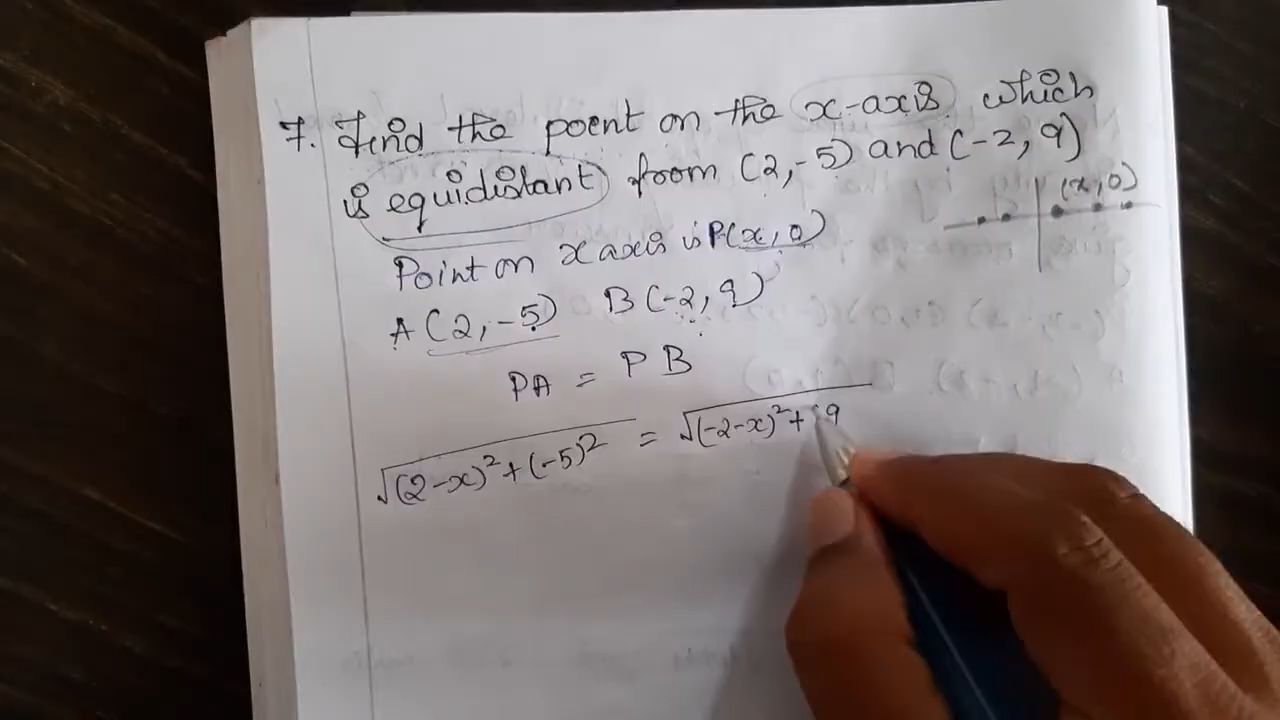 7. Find the point on the x-axis which
is equidistant from (2,-5) and (-2, 9)
(x, 0)
Point on x axis is P(x, 0)
A (2, -5) B (-2, 9)
PA = PB
√(2-x)²+(-5)² = √(-2-x)²+(9